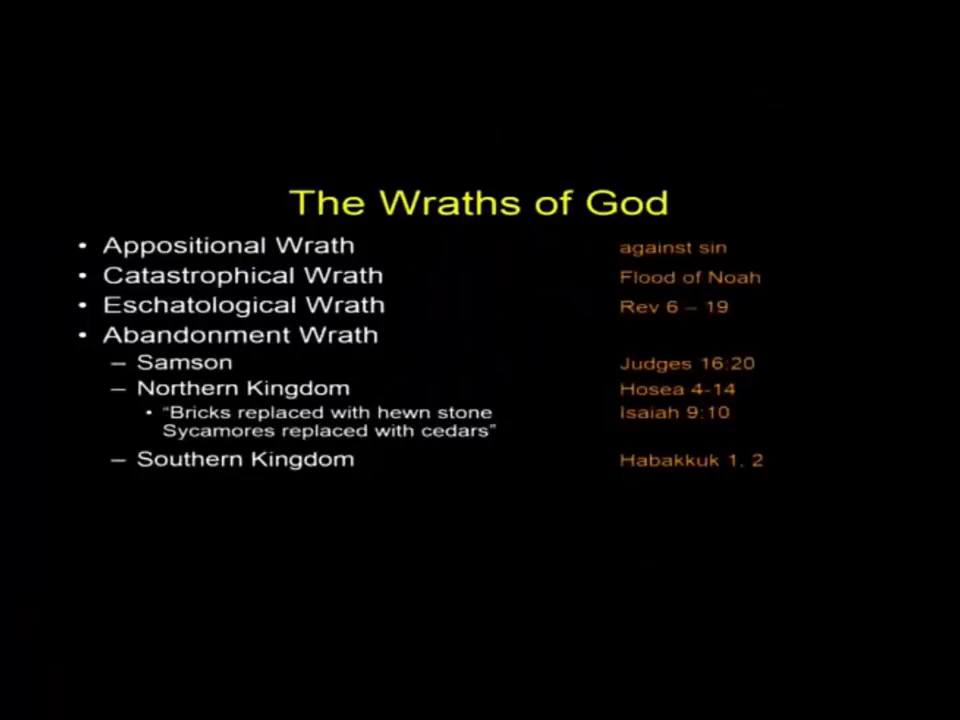 The Wraths of God
• Appositional Wrath against sin
• Catastrophical Wrath Flood of Noah
• Eschatological Wrath Rev 6 – 19
• Abandonment Wrath
– Samson Judges 16:20
– Northern Kingdom Hosea 4-14
• “Bricks replaced with hewn stone Isaiah 9:10
Sycamores replaced with cedars”
– Southern Kingdom Habakkuk 1, 2